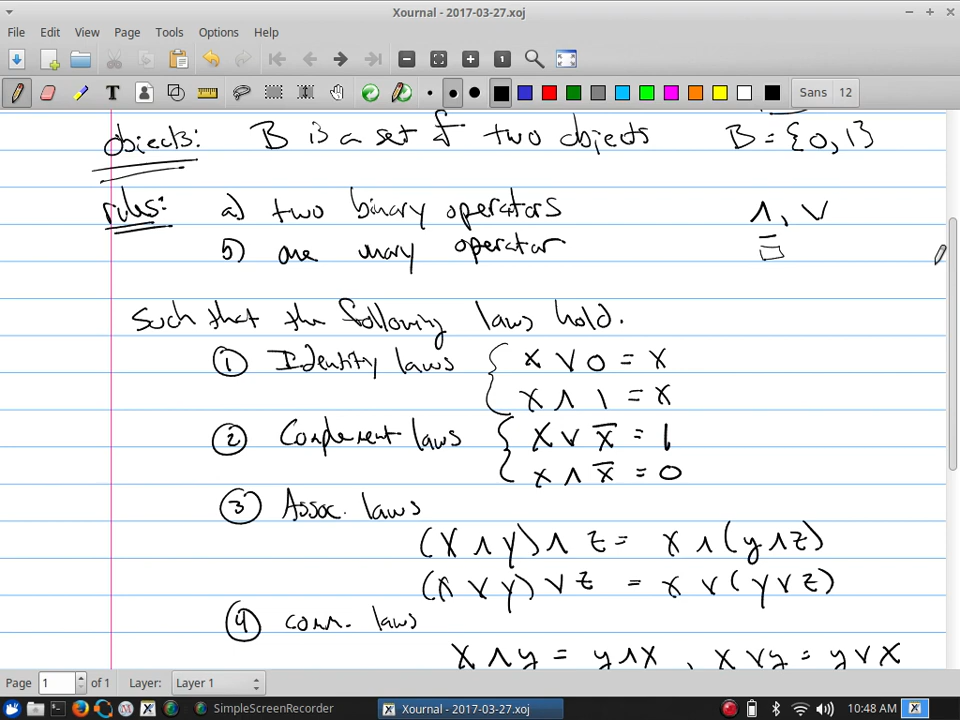 Xournal - 2017-03-27.xoj
File Edit View Page Tools Options Help
Sans 12
objects: B is a set of two objects B = {0, 1}
rules: a) two binary operators ∧, ∨
b) one unary operator
such that the following laws hold.
① Identity laws { x ∨ 0 = x
x ∧ 1 = x
② Complement laws { x ∨ x̅ = 1
x ∧ x̅ = 0
③ Assoc. laws
(x ∧ y) ∧ z = x ∧ (y ∧ z)
(x ∨ y) ∨ z = x ∨ (y ∨ z)
④ comm. laws
x ∧ y = y ∧ x , x ∨ y = y ∨ x
Page 1 of 1 Layer: Layer 1
SimpleScreenRecorder Xournal - 2017-03-27.xoj 10:48 AM